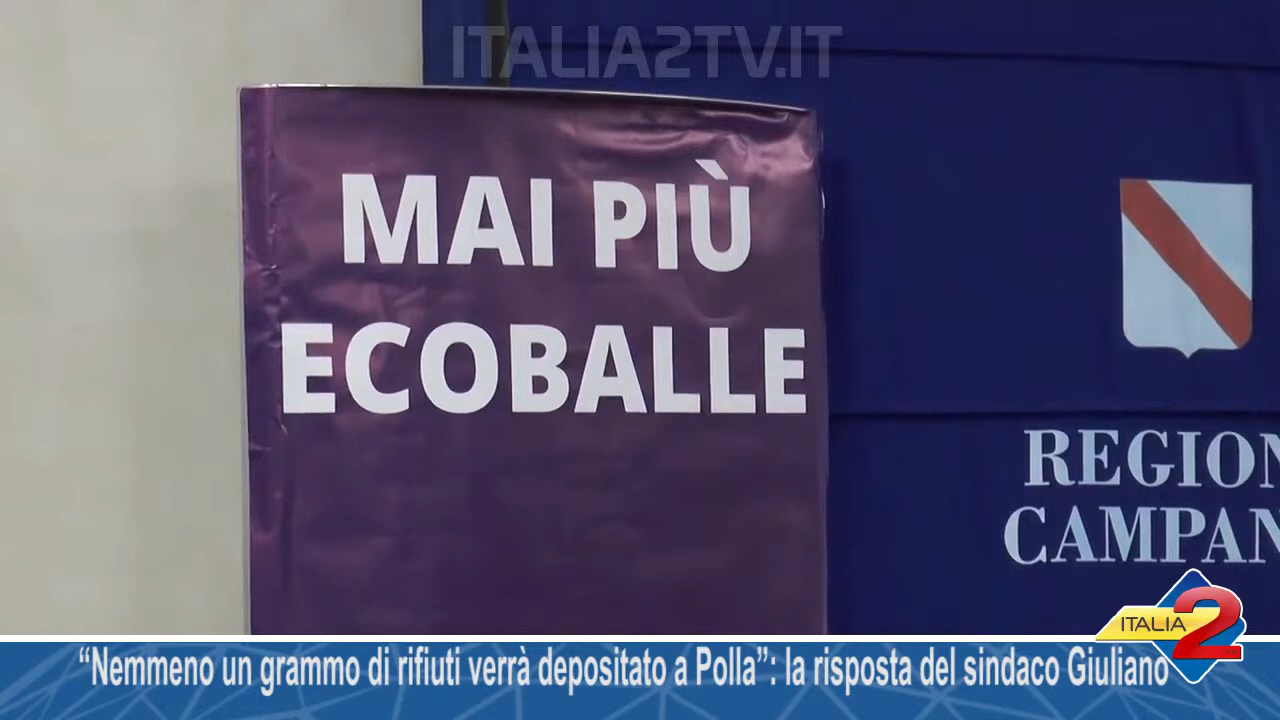 ITALIA2TV.IT
MAI PIÙ
ECOBALLE
REGION
CAMPAN
ITALIA 2
“Nemmeno un grammo di rifiuti verrà depositato a Polla”: la risposta del sindaco Giuliano